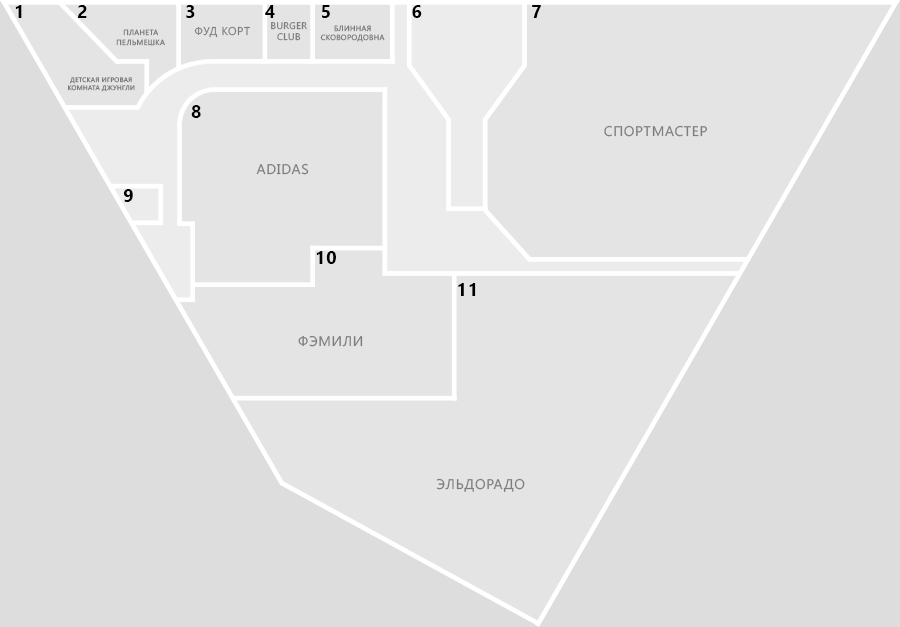 1
2
3
4
5
6
7
ПЛАНЕТА
ПЕЛЬМЕШКА
ФУД КОРТ
BURGER
CLUB
БЛИННАЯ
СКОВОРОДОВНА
ДЕТСКАЯ ИГРОВАЯ
КОМНАТА ДЖУНГЛИ
8
СПОРТМАСТЕР
ADIDAS
9
10
11
ФЭМИЛИ
ЭЛЬДОРАДО